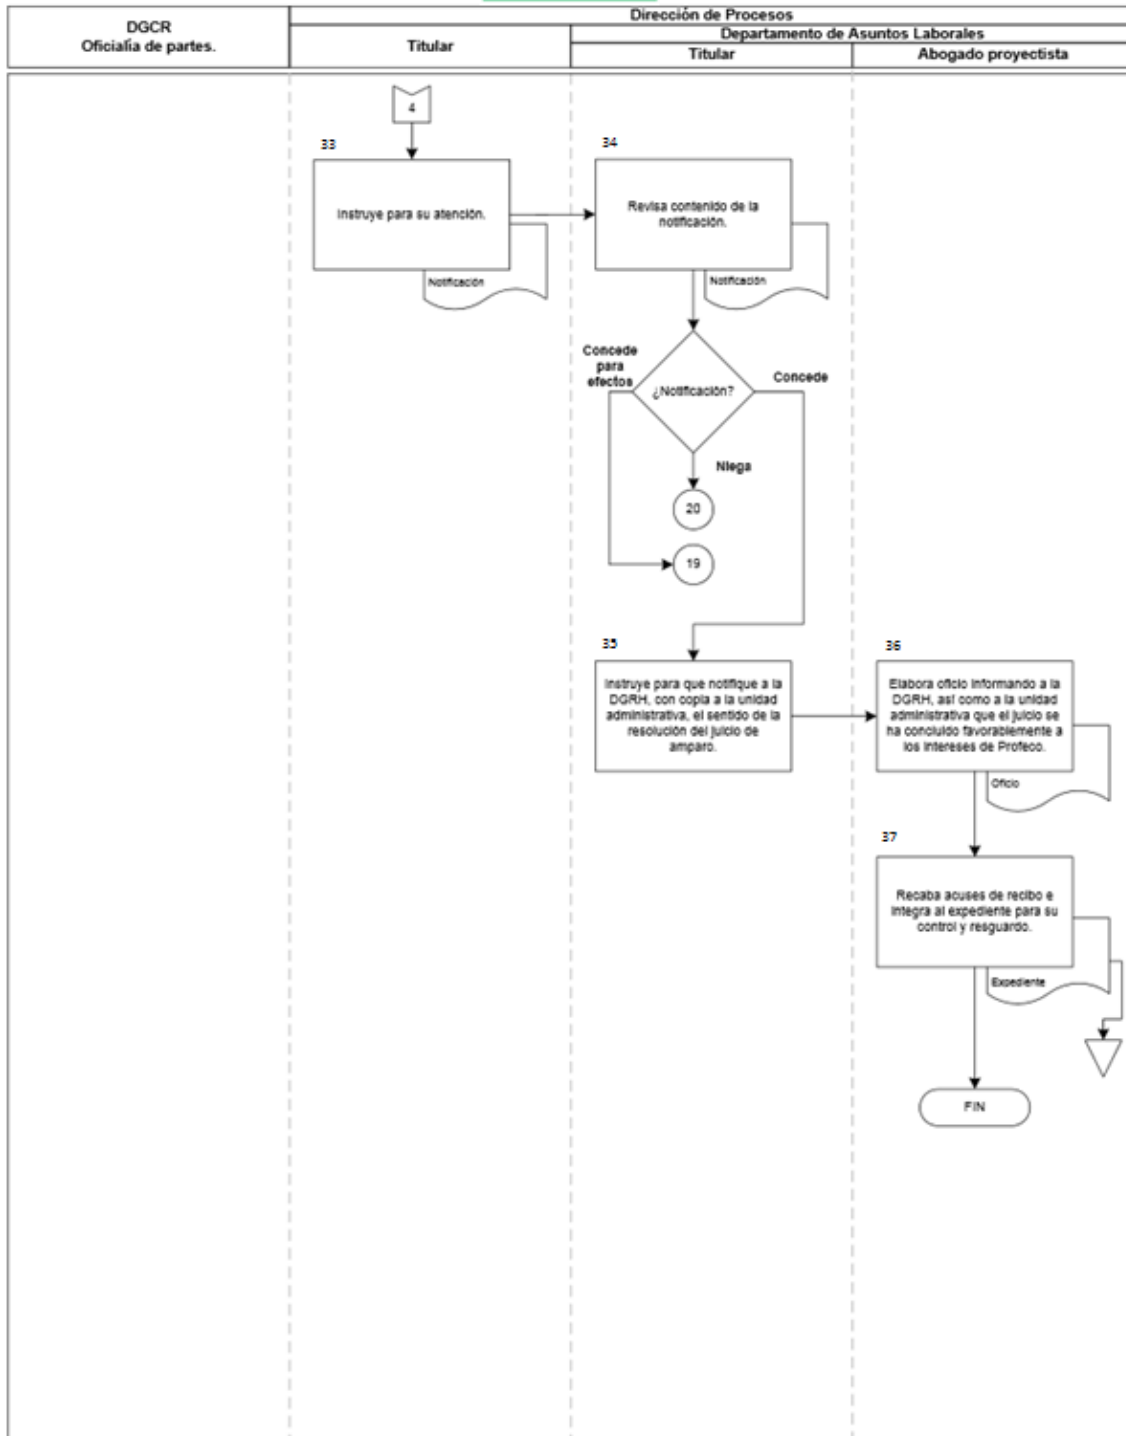 DGCR
Oficialía de partes.
Dirección de Procesos
Titular
Departamento de Asuntos Laborales
Titular
Abogado proyectista
4
33
Instruye para su atención.
Notificación
34
Revisa contenido de la
notificación.
Notificación
¿Notificación?
Concede
para
efectos
Concede
Niega
20
19
35
Instruye para que notifique a la
DGRH, con copia a la unidad
administrativa, el sentido de la
resolución del juicio de
amparo.
36
Elabora oficio informando a la
DGRH, así como a la unidad
administrativa que el juicio se
ha concluido favorablemente a
los intereses de Profeco.
Oficio
37
Recaba acuses de recibo e
integra al expediente para su
control y resguardo.
Expediente
FIN